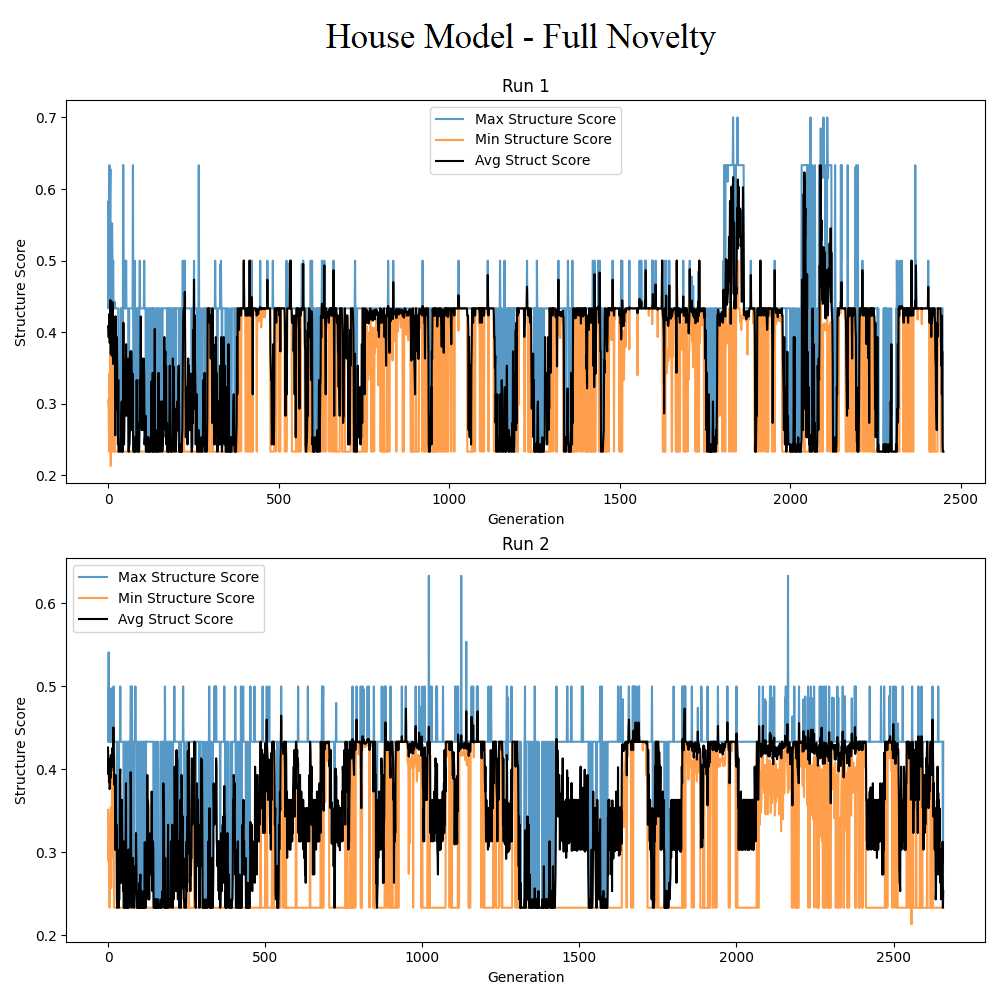 House Model - Full Novelty
Run 1
Max Structure Score
Min Structure Score
Avg Struct Score
Structure Score
0.7
0.6
0.5
0.4
0.3
0.2
0 500 1000 1500 2000 2500
Generation
Run 2
Max Structure Score
Min Structure Score
Avg Struct Score
Structure Score
0.6
0.5
0.4
0.3
0.2
0 500 1000 1500 2000 2500
Generation